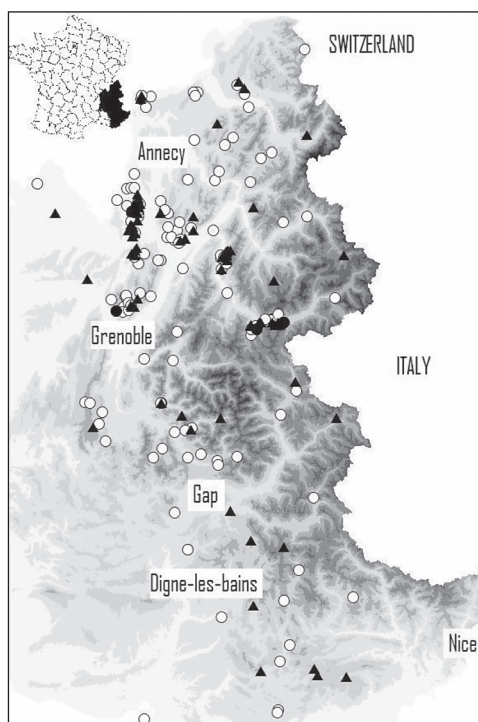 SWITZERLAND
Annecy
Grenoble
ITALY
Gap
Digne-les-bains
Nice